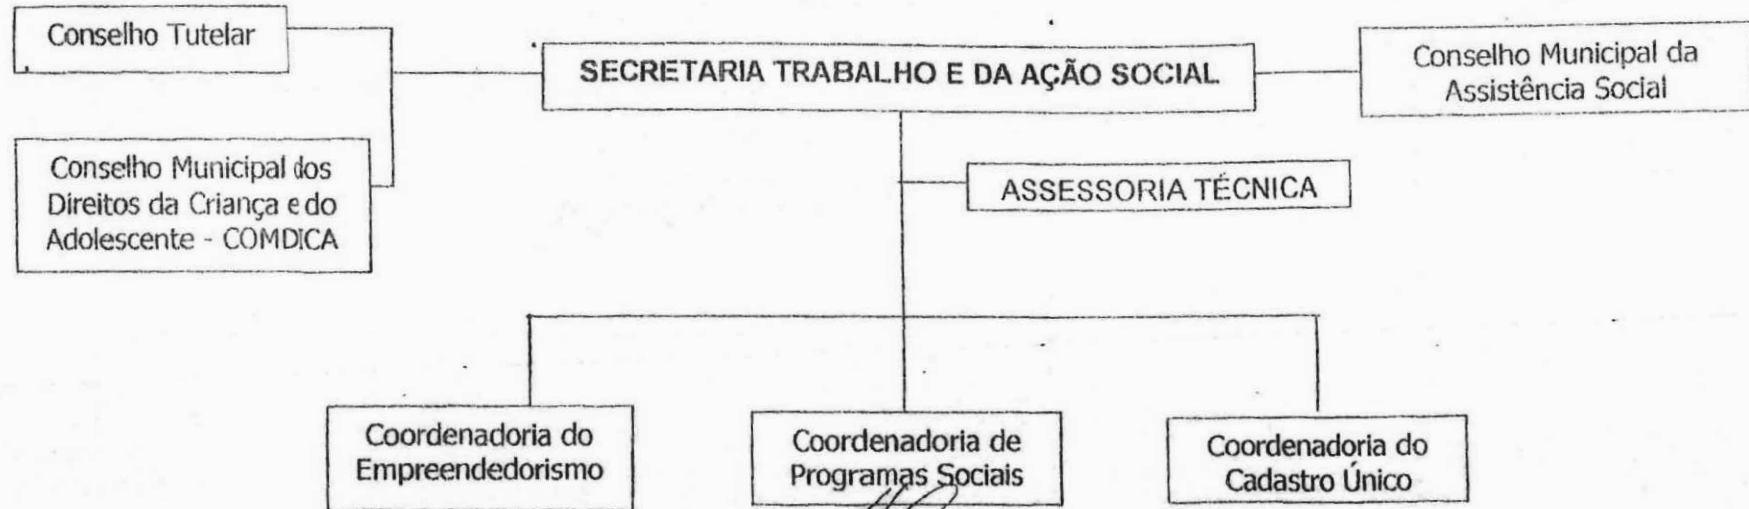 Conselho Tutelar
SECRETARIA TRABALHO E DA AÇÃO SOCIAL
Conselho Municipal da
Assistência Social
Conselho Municipal dos
Direitos da Criança e do
Adolescente - COMDICA
ASSESSORIA TÉCNICA
Coordenadoria do
Empreendedorismo
Coordenadoria de
Programas Sociais
Coordenadoria do
Cadastro Único